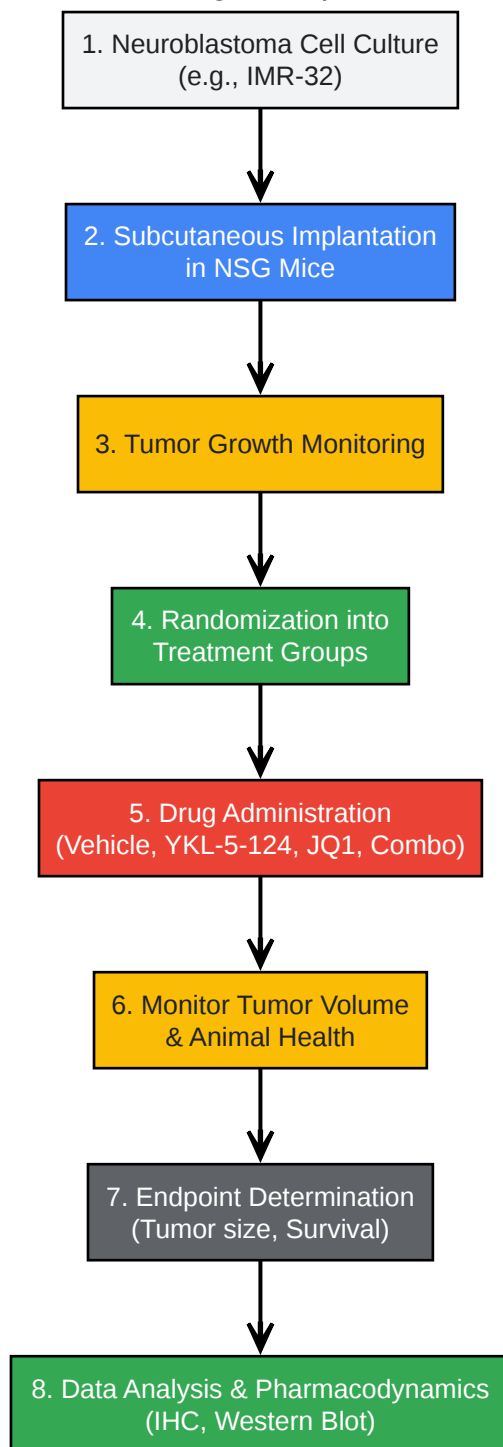 1. Neuroblastoma Cell Culture
(e.g., IMR-32)
2. Subcutaneous Implantation
in NSG Mice
3. Tumor Growth Monitoring
4. Randomization into
Treatment Groups
5. Drug Administration
(Vehicle, YKL-5-124, JQ1, Combo)
6. Monitor Tumor Volume
& Animal Health
7. Endpoint Determination
(Tumor size, Survival)
8. Data Analysis & Pharmacodynamics
(IHC, Western Blot)